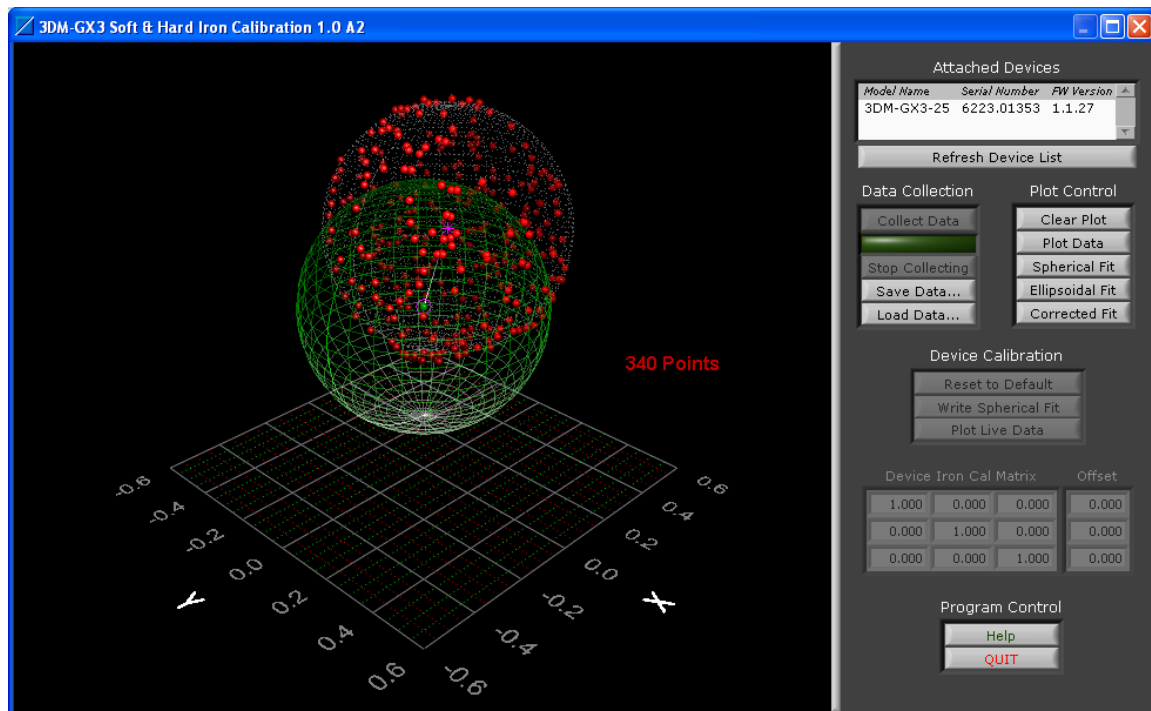 3DM-GX3 Soft & Hard Iron Calibration 1.0 A2
340 Points
-0.6
-0.4
-0.2
0.0
0.2
0.4
0.6
Y
0.6
0.4
0.2
0.0
-0.2
-0.4
-0.6
X
Attached Devices
Model Name Serial Number FW Version
3DM-GX3-25 6223.01353 1.1.27
Refresh Device List
Data Collection
Collect Data
Stop Collecting
Save Data...
Load Data...
Plot Control
Clear Plot
Plot Data
Spherical Fit
Ellipsoidal Fit
Corrected Fit
Device Calibration
Reset to Default
Write Spherical Fit
Plot Live Data
Device Iron Cal Matrix Offset
1.000 0.000 0.000 0.000
0.000 1.000 0.000 0.000
0.000 0.000 1.000 0.000
Program Control
Help
QUIT